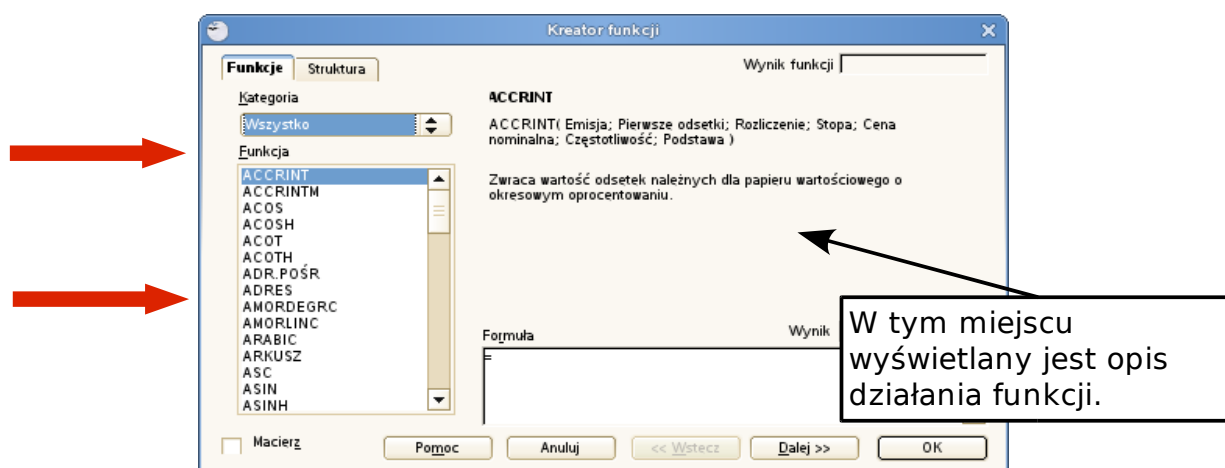 Kreator funkcji
Funkcje
Struktura
Wynik funkcji
Kategoria
Wszystko
Funkcja
ACCRINT
ACCRINTM
ACOS
ACOSH
ACOT
ACOTH
ADR.POŚR
ADRES
AMORDEGRC
AMORLINC
ARABIC
ARKUSZ
ASC
ASIN
ASINH
ACCRINT
ACCRINT( Emisja; Pierwsze odsetki; Rozliczenie; Stopa; Cena
nominalna; Częstotliwość; Podstawa )
Zwraca wartość odsetek należnych dla papieru wartościowego o
okresowym oprocentowaniu.
Formuła
Wynik
=
W tym miejscu
wyświetlany jest opis
działania funkcji.
Macierz
Pomoc
Anuluj
<< Wstecz
Dalej >>
OK